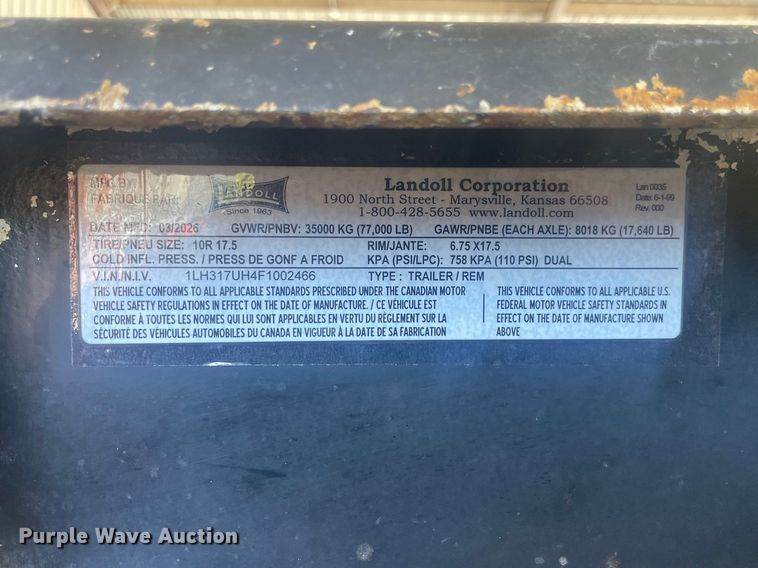 MFG BY:
FABRIQUE PAR:
LANDOLL
Since 1963
Landoll Corporation
1900 North Street - Marysville, Kansas 66508
1-800-428-5655 www.landoll.com
Lan 0035
Date: 6-1-99
Rev. 000
DATE MFD: 03/2026 GVWR/PNBV: 35000 KG (77,000 LB) GAWR/PNBE (EACH AXLE): 8018 KG (17,640 LB)
TIRE/PNEU SIZE: 10R 17.5 RIM/JANTE: 6.75 X17.5
COLD INFL. PRESS. / PRESS DE GONF A FROID KPA (PSI/LPC): 758 KPA (110 PSI) DUAL
V.I.N./N.I.V. 1LH317UH4F1002466 TYPE : TRAILER / REM
THIS VEHICLE CONFORMS TO ALL APPLICABLE STANDARDS PRESCRIBED UNDER THE CANADIAN MOTOR
VEHICLE SAFETY REGULATIONS IN EFFECT ON THE DATE OF MANUFACTURE. / CE VÉHICULE EST
CONFORME À TOUTES LES NORMES QUI LUI SONT APPLICABLES EN VERTU DU RÈGLEMENT SUR LA
SÉCURITÉ DES VÉHICULES AUTOMOBILES DU CANADA EN VIGUEUR À LA DATE DE SA FABRICATION
THIS VEHICLE CONFORMS TO ALL APPLICABLE U.S.
FEDERAL MOTOR VEHICLE SAFETY STANDARDS IN
EFFECT ON THE DATE OF MANUFACTURE SHOWN
ABOVE
Purple Wave Auction